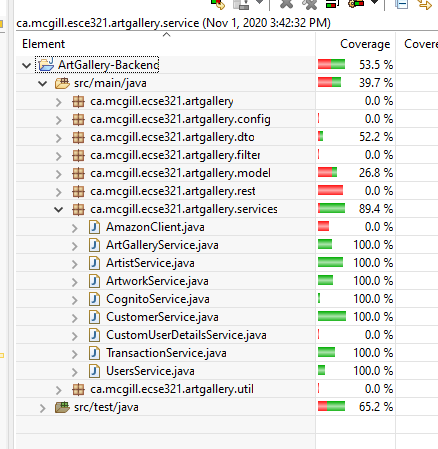 ca.mcgill.esce321.artgallery.service (Nov 1, 2020 3:42:32 PM)
Element Coverage Covere
ArtGallery-Backend 53.5 %
src/main/java 39.7 %
ca.mcgill.ecse321.artgallery 0.0 %
ca.mcgill.ecse321.artgallery.config 0.0 %
ca.mcgill.ecse321.artgallery.dto 52.2 %
ca.mcgill.ecse321.artgallery.filter 0.0 %
ca.mcgill.ecse321.artgallery.model 26.8 %
ca.mcgill.ecse321.artgallery.rest 0.0 %
ca.mcgill.ecse321.artgallery.services 89.4 %
AmazonClient.java 0.0 %
ArtGalleryService.java 100.0 %
ArtistService.java 100.0 %
ArtworkService.java 100.0 %
CognitoService.java 100.0 %
CustomerService.java 100.0 %
CustomUserDetailsService.java 0.0 %
TransactionService.java 100.0 %
UsersService.java 100.0 %
ca.mcgill.ecse321.artgallery.util 0.0 %
src/test/java 65.2 %